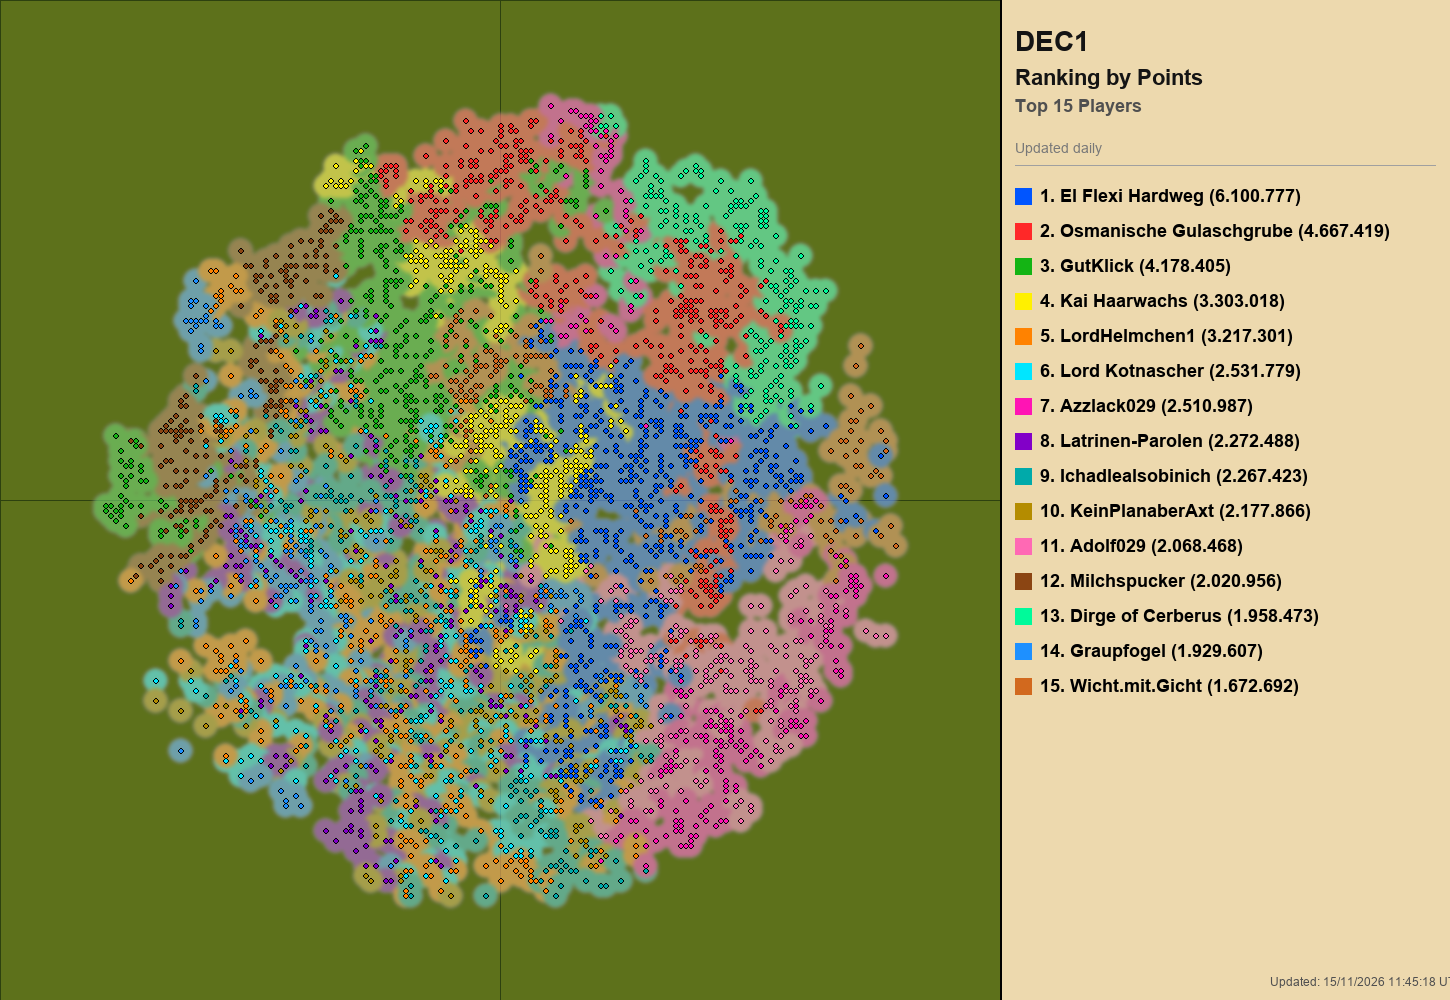 DEC1
Ranking by Points
Top 15 Players
Updated daily
1. El Flexi Hardweg (6.100.777)
2. Osmanische Gulaschgrube (4.667.419)
3. GutKlick (4.178.405)
4. Kai Haarwachs (3.303.018)
5. LordHelmchen1 (3.217.301)
6. Lord Kotnascher (2.531.779)
7. Azzlack029 (2.510.987)
8. Latrinen-Parolen (2.272.488)
9. Ichadlealsobinich (2.267.423)
10. KeinPlanaberAxt (2.177.866)
11. Adolf029 (2.068.468)
12. Milchspucker (2.020.956)
13. Dirge of Cerberus (1.958.473)
14. Graupfogel (1.929.607)
15. Wicht.mit.Gicht (1.672.692)
Updated: 15/11/2026 11:45:18 U